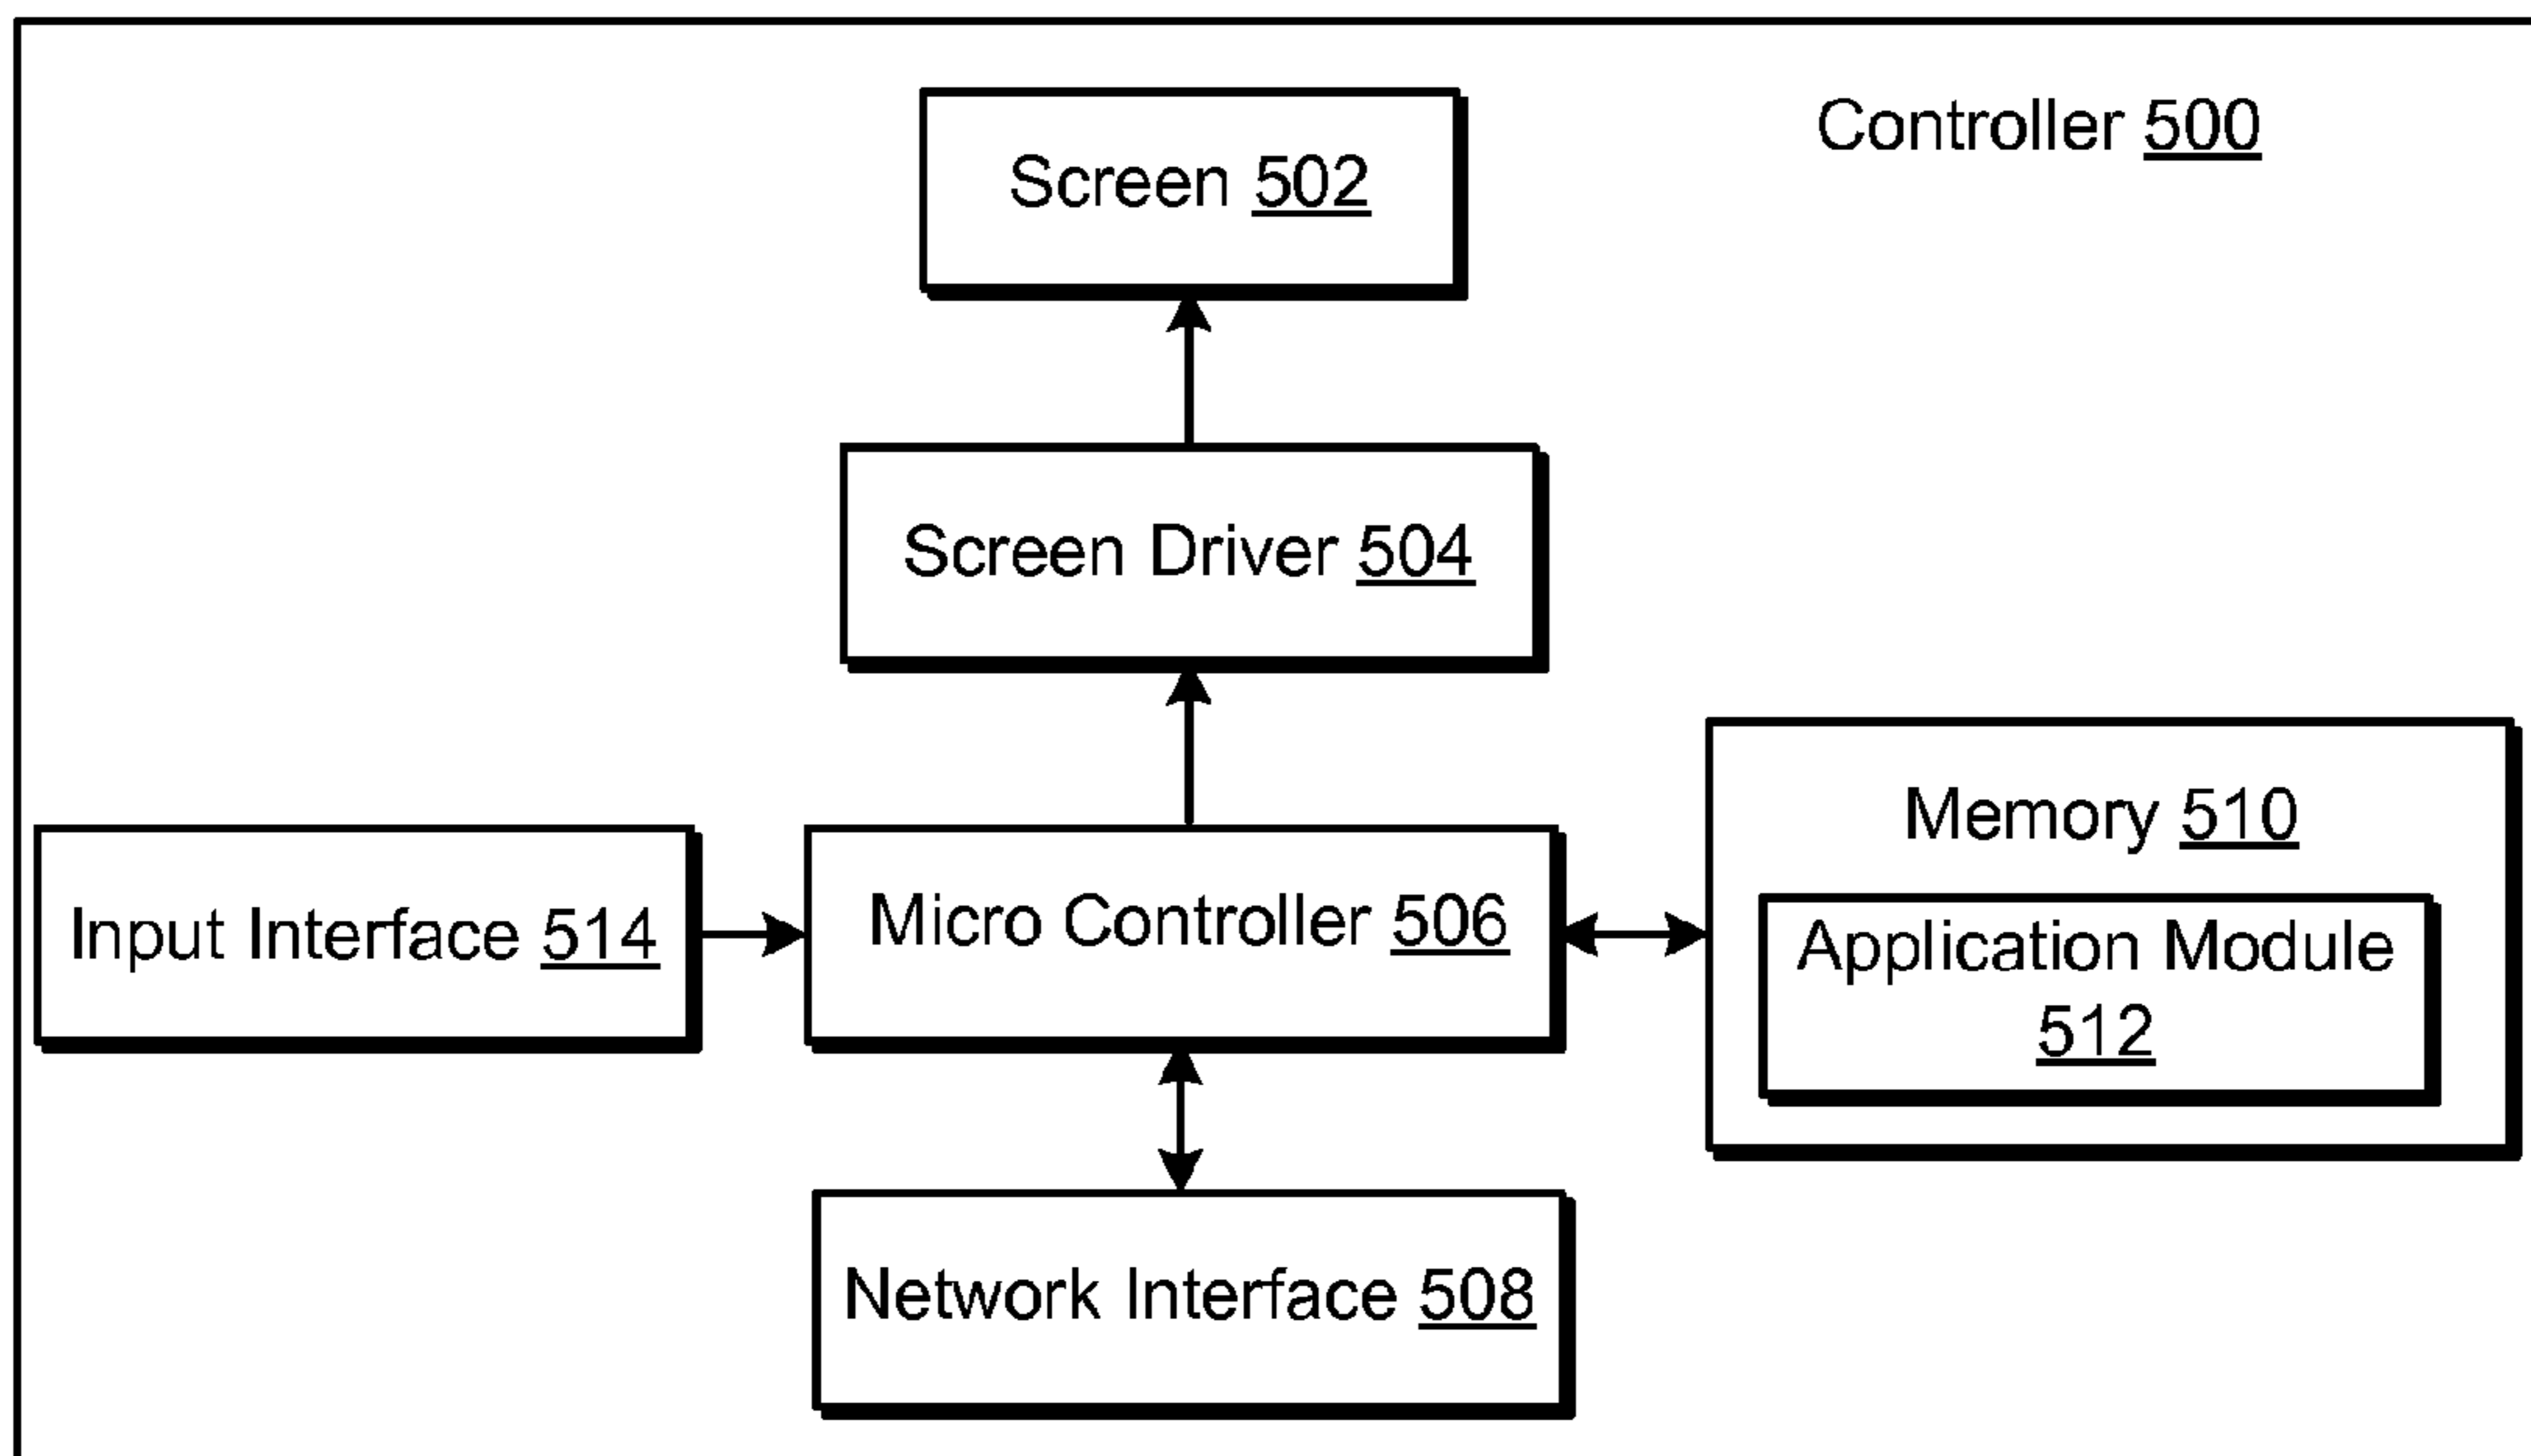 Controller 500
Screen 502
Screen Driver 504
Memory 510
Input Interface 514
Micro Controller 506
Application Module
512
Network Interface 508